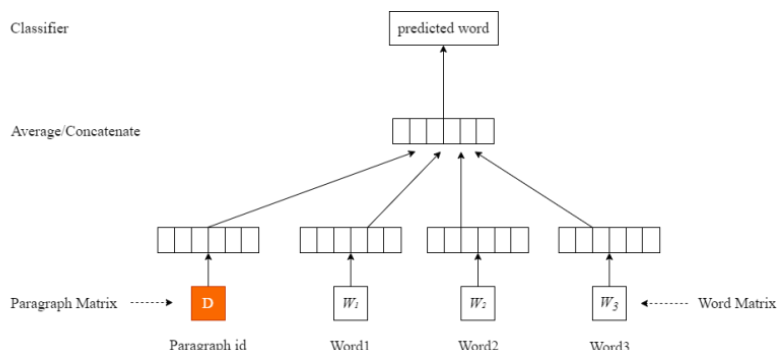 Classifier
predicted word
Average/Concatenate
Paragraph Matrix
D
W₁
W₂
W₃
Word Matrix
Paragraph id
Word1
Word2
Word3